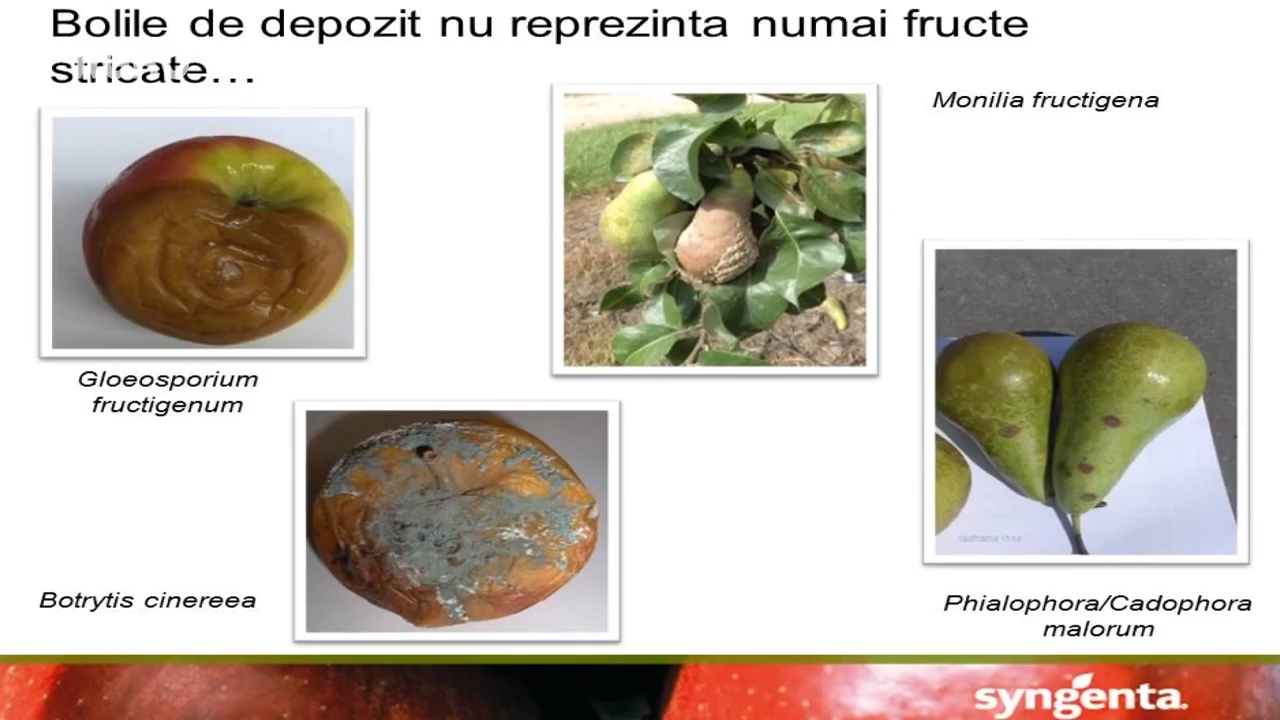 Bolile de depozit nu reprezinta numai fructe
stricate…
Monilia fructigena
Gloeosporium
fructigenum
Botrytis cinereea
Phialophora/Cadophora
malorum
syngenta.